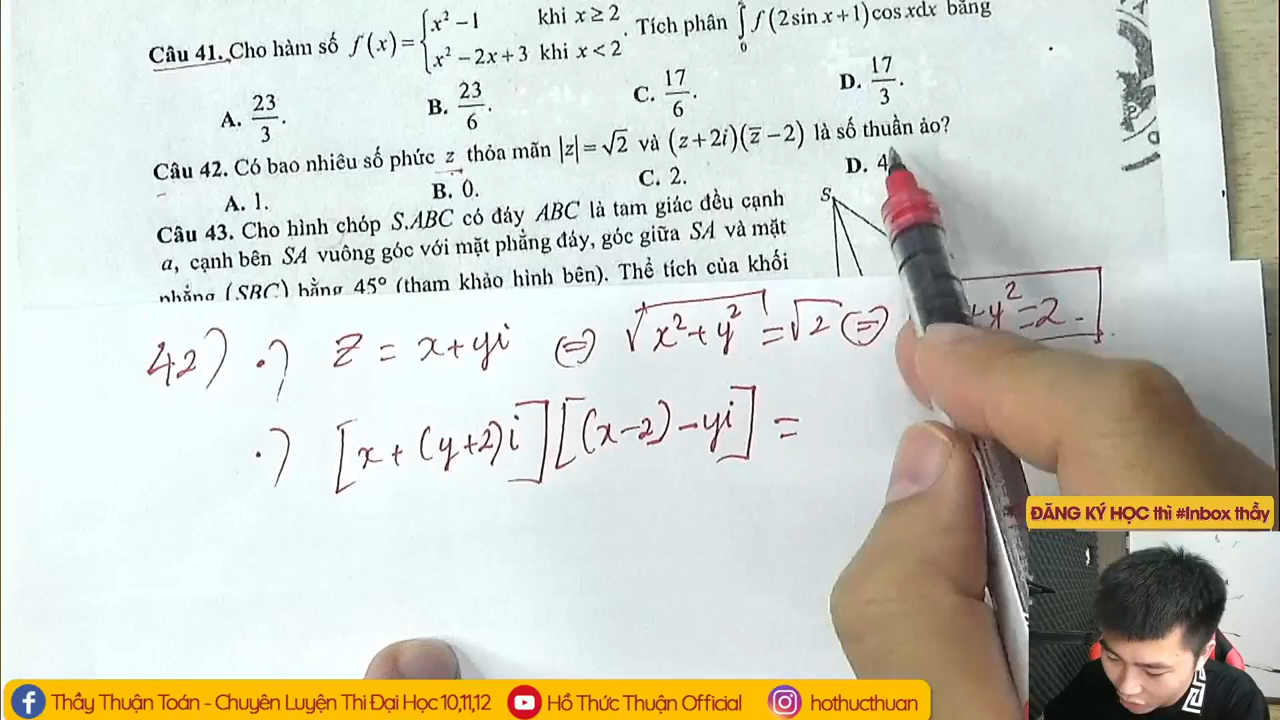 Câu 41. Cho hàm số f(x) = { x² − 1 khi x ≥ 2
x² − 2x + 3 khi x < 2 . Tích phân ∫₀ f(2 sin x + 1) cos xdx bằng
A. 23/3. B. 23/6. C. 17/6. D. 17/3.
Câu 42. Có bao nhiêu số phức z thỏa mãn |z| = √2 và (z + 2i)(z̅ − 2) là số thuần ảo?
A. 1. B. 0. C. 2. D. 4
Câu 43. Cho hình chóp S.ABC có đáy ABC là tam giác đều cạnh
a, cạnh bên SA vuông góc với mặt phẳng đáy, góc giữa SA và mặt
phẳng (SBC) bằng 45° (tham khảo hình bên). Thể tích của khối
S
42) •) z = x + yi ⇔ √(x² + y²) = √2 ⇔ + y² = 2.
•) [x + (y+2)i][(x−2) − yi] =
ĐĂNG KÝ HỌC thì #Inbox thầy
Thầy Thuận Toán - Chuyên Luyện Thi Đại Học 10,11,12 Hồ Thức Thuận Official hothucthuan